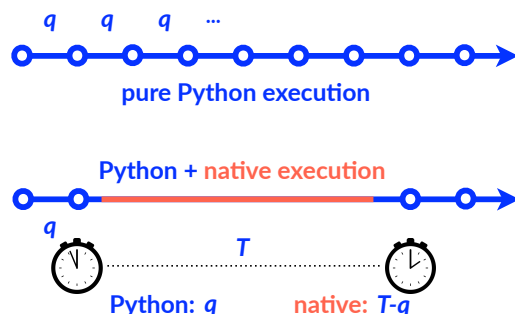 q q q ...
pure Python execution
Python + native execution
q
T
Python: q native: T-q